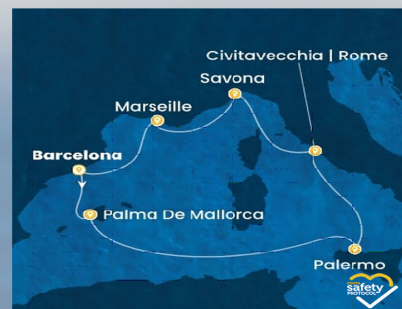 Civitavecchia | Rome
Savona
Marseille
Barcelona
Palma De Mallorca
Palermo
safety
PROTOCOL